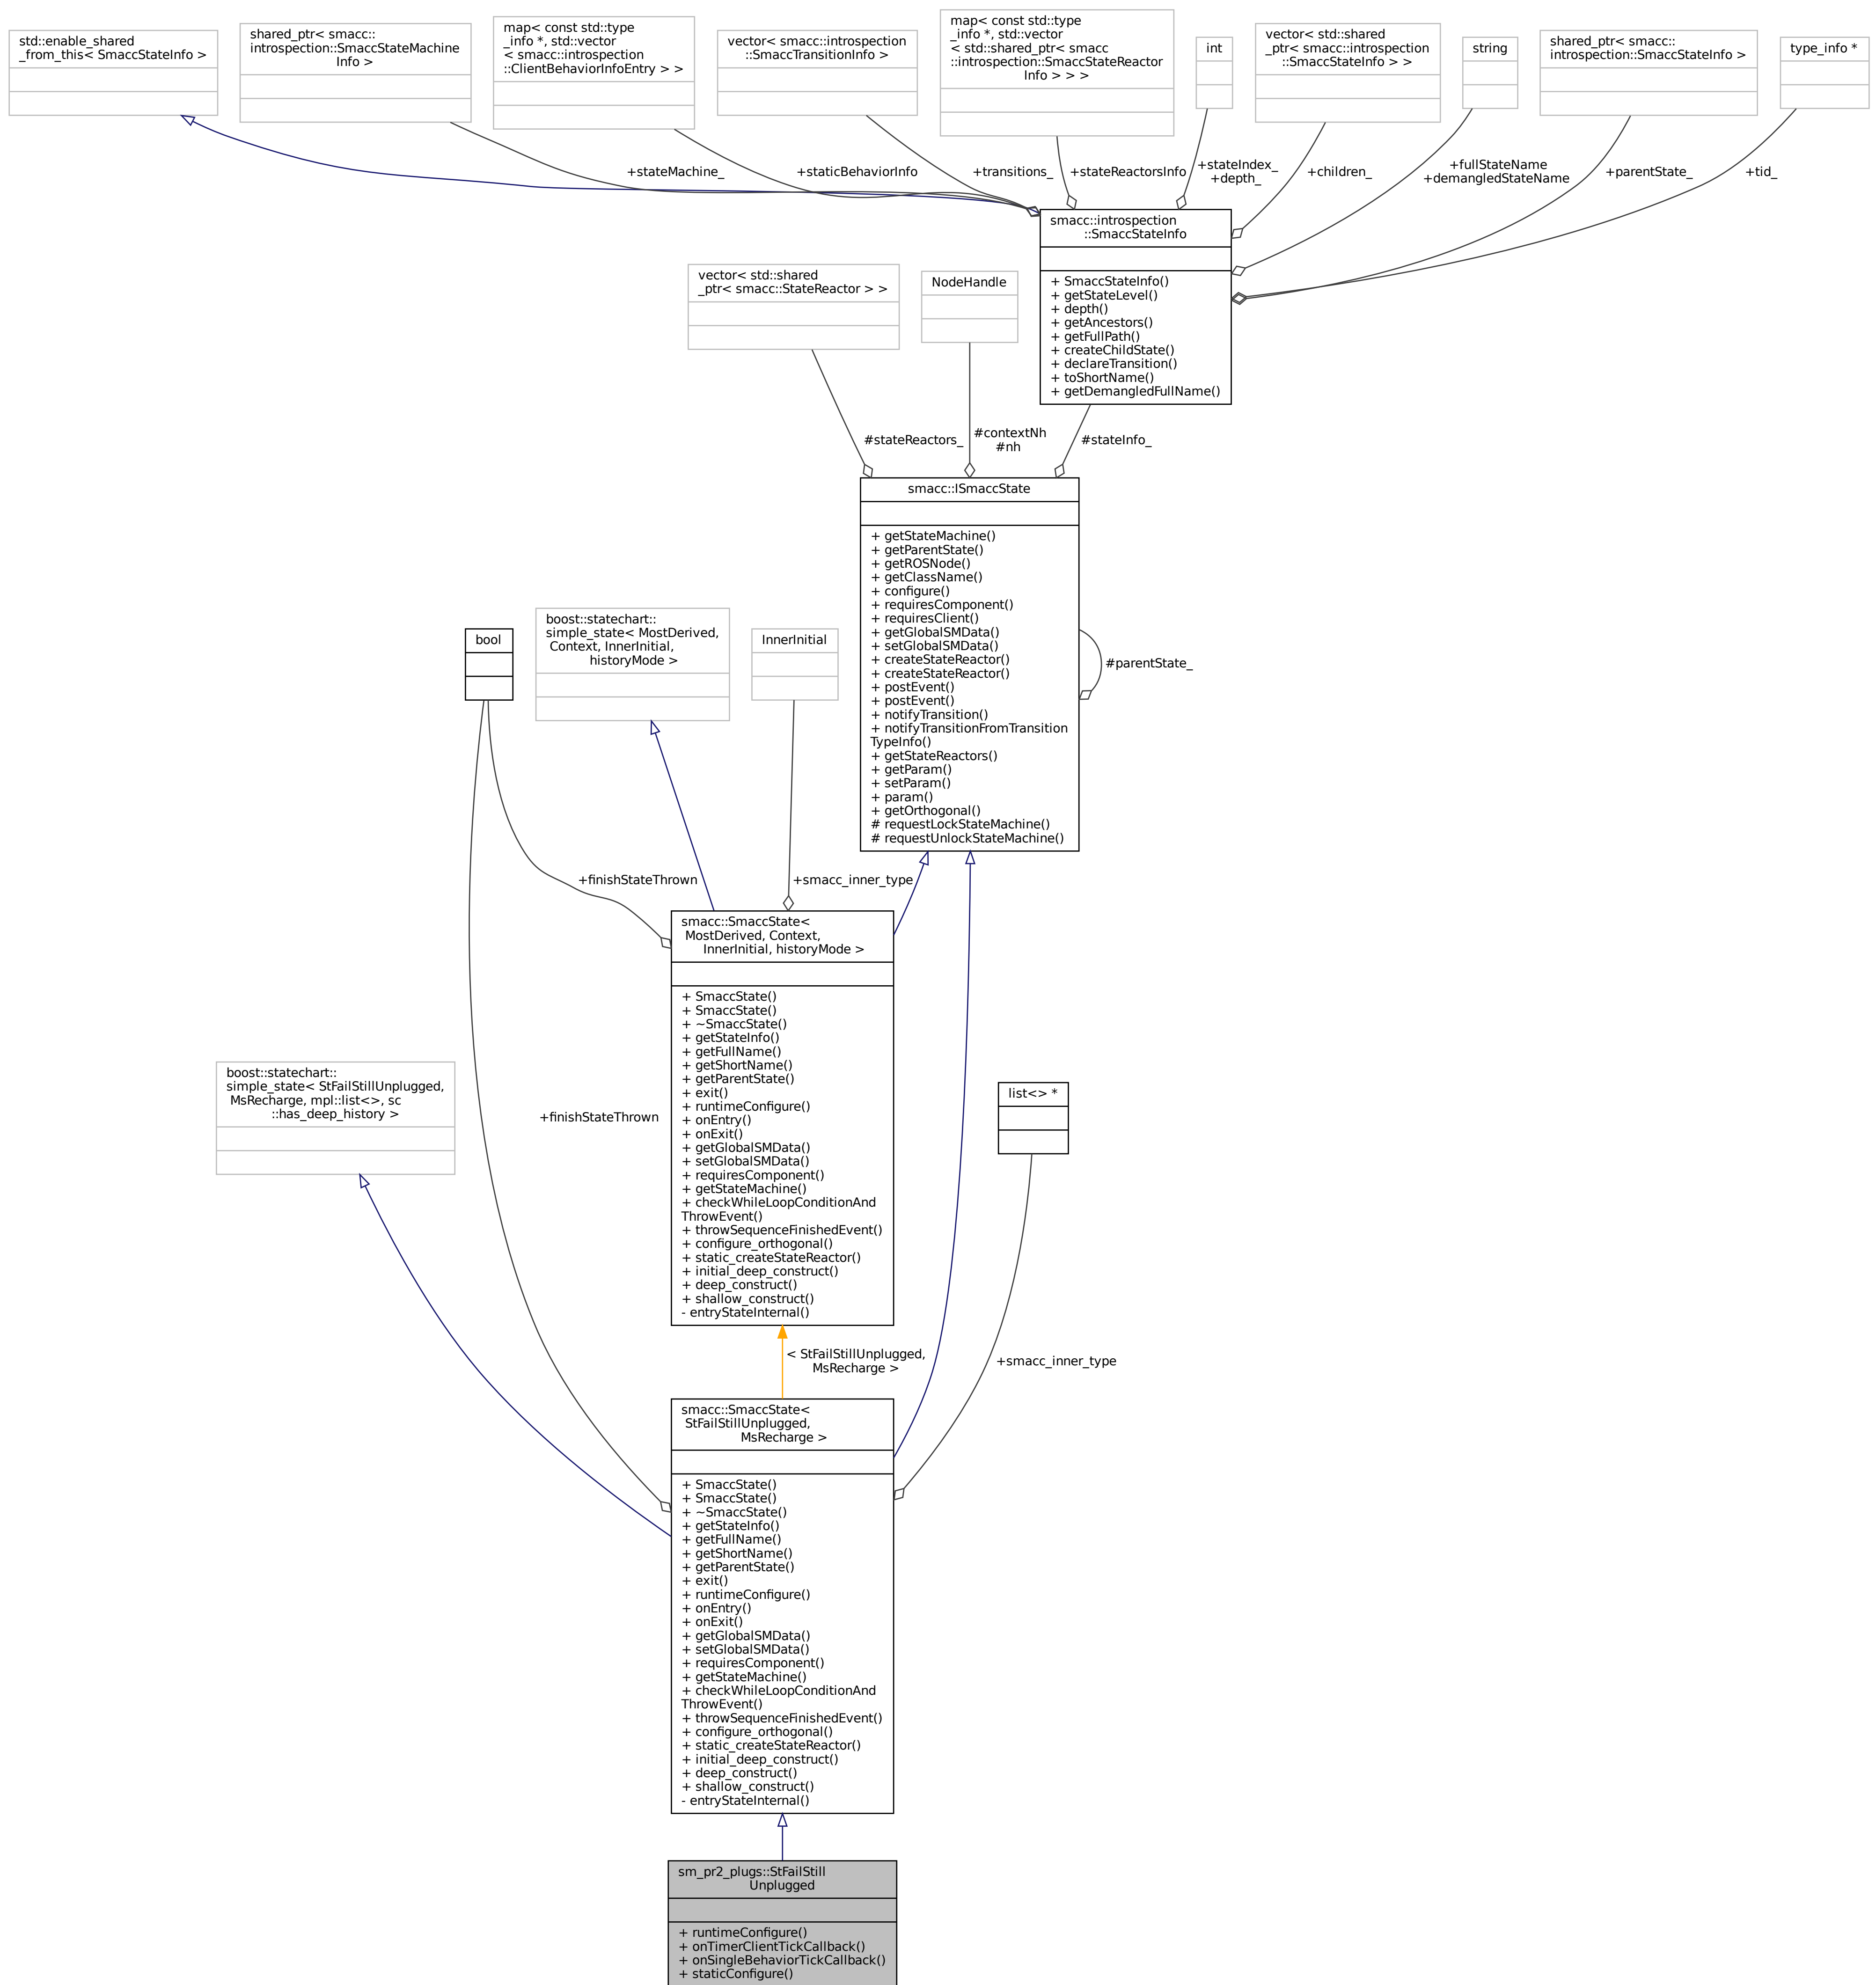 std::enable_shared
_from_this< SmaccStateInfo >
shared_ptr< smacc::
introspection::SmaccStateMachine
Info >
map< const std::type
_info *, std::vector
< smacc::introspection
::ClientBehaviorInfoEntry > >
vector< smacc::introspection
::SmaccTransitionInfo >
map< const std::type
_info *, std::vector
< std::shared_ptr< smacc
::introspection::SmaccStateReactor
Info > > >
int
vector< std::shared
_ptr< smacc::introspection
::SmaccStateInfo > >
string
shared_ptr< smacc::
introspection::SmaccStateInfo >
type_info *
+stateMachine_
+staticBehaviorInfo
+transitions_
+stateReactorsInfo
+stateIndex_
+depth_
+children_
+fullStateName
+demangledStateName
+parentState_
+tid_
smacc::introspection
::SmaccStateInfo
+ SmaccStateInfo()
+ getStateLevel()
+ depth()
+ getAncestors()
+ getFullPath()
+ createChildState()
+ declareTransition()
+ toShortName()
+ getDemangledFullName()
vector< std::shared
_ptr< smacc::StateReactor > >
NodeHandle
#stateReactors_
#contextNh
#nh
#stateInfo_
smacc::ISmaccState
+ getStateMachine()
+ getParentState()
+ getROSNode()
+ getClassName()
+ configure()
+ requiresComponent()
+ requiresClient()
+ getGlobalSMData()
+ setGlobalSMData()
+ createStateReactor()
+ createStateReactor()
+ postEvent()
+ postEvent()
+ notifyTransition()
+ notifyTransitionFromTransition
TypeInfo()
+ getStateReactors()
+ getParam()
+ setParam()
+ param()
+ getOrthogonal()
# requestLockStateMachine()
# requestUnlockStateMachine()
#parentState_
bool
boost::statechart::
simple_state< MostDerived,
Context, InnerInitial,
historyMode >
InnerInitial
+finishStateThrown
+smacc_inner_type
smacc::SmaccState<
MostDerived, Context,
InnerInitial, historyMode >
+ SmaccState()
+ SmaccState()
+ ~SmaccState()
+ getStateInfo()
+ getFullName()
+ getShortName()
+ getParentState()
+ exit()
+ runtimeConfigure()
+ onEntry()
+ onExit()
+ getGlobalSMData()
+ setGlobalSMData()
+ requiresComponent()
+ getStateMachine()
+ checkWhileLoopConditionAnd
ThrowEvent()
+ throwSequenceFinishedEvent()
+ configure_orthogonal()
+ static_createStateReactor()
+ initial_deep_construct()
+ deep_construct()
+ shallow_construct()
- entryStateInternal()
boost::statechart::
simple_state< StFailStillUnplugged,
MsRecharge, mpl::list<>, sc
::has_deep_history >
+finishStateThrown
list<> *
< StFailStillUnplugged,
MsRecharge >
+smacc_inner_type
smacc::SmaccState<
StFailStillUnplugged,
MsRecharge >
+ SmaccState()
+ SmaccState()
+ ~SmaccState()
+ getStateInfo()
+ getFullName()
+ getShortName()
+ getParentState()
+ exit()
+ runtimeConfigure()
+ onEntry()
+ onExit()
+ getGlobalSMData()
+ setGlobalSMData()
+ requiresComponent()
+ getStateMachine()
+ checkWhileLoopConditionAnd
ThrowEvent()
+ throwSequenceFinishedEvent()
+ configure_orthogonal()
+ static_createStateReactor()
+ initial_deep_construct()
+ deep_construct()
+ shallow_construct()
- entryStateInternal()
sm_pr2_plugs::StFailStill
Unplugged
+ runtimeConfigure()
+ onTimerClientTickCallback()
+ onSingleBehaviorTickCallback()
+ staticConfigure()